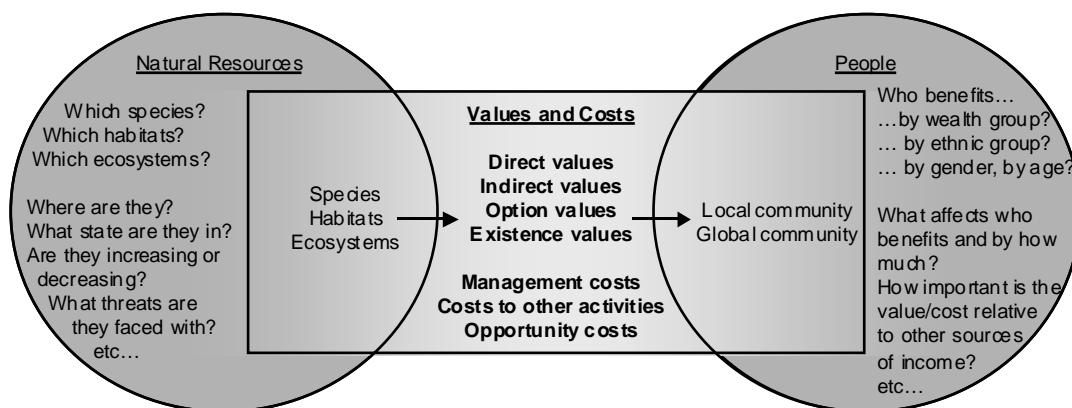 Natural Resources
Which species?
Which habitats?
Which ecosystems?
Where are they?
What state are they in?
Are they increasing or
decreasing?
What threats are
they faced with?
etc…
Species
Habitats
Ecosystems
Values and Costs
Direct values
Indirect values
Option values
Existence values
Management costs
Costs to other activities
Opportunity costs
Local community
Global community
People
Who benefits…
…by wealth group?
… by ethnic group?
… by gender, by age?
What affects who
benefits and by how
much?
How important is the
value/cost relative
to other sources
of income?
etc…